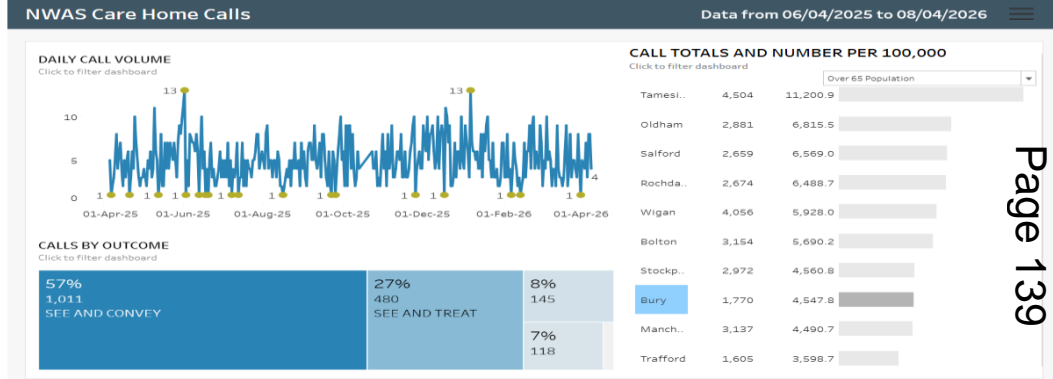 NWAS Care Home Calls
Data from 06/04/2025 to 08/04/2026
DAILY CALL VOLUME
Click to filter dashboard
13
13
10
5
0
1
1
1
1
1
1
4
01-Apr-25
01-Jun-25
01-Aug-25
01-Oct-25
01-Dec-25
01-Feb-26
01-Apr-26
CALLS BY OUTCOME
Click to filter dashboard
57%
1,011
SEE AND CONVEY
27%
480
SEE AND TREAT
8%
145
7%
118
CALL TOTALS AND NUMBER PER 100,000
Click to filter dashboard
Over 65 Population
Tamesi.. 4,504 11,200.9
Oldham 2,881 6,815.5
Salford 2,659 6,569.0
Rochda.. 2,674 6,488.7
Wigan 4,056 5,928.0
Bolton 3,154 5,690.2
Stockp.. 2,972 4,560.8
Bury 1,770 4,547.8
Manch.. 3,137 4,490.7
Trafford 1,605 3,598.7
Page 139